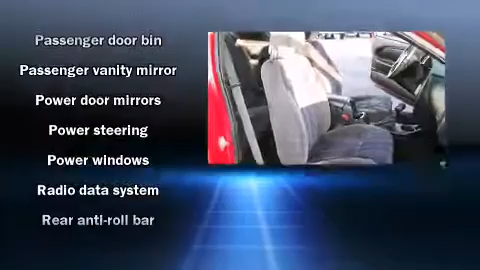 Passenger door bin
Passenger vanity mirror
Power door mirrors
Power steering
Power windows
Radio data system
Rear anti-roll bar